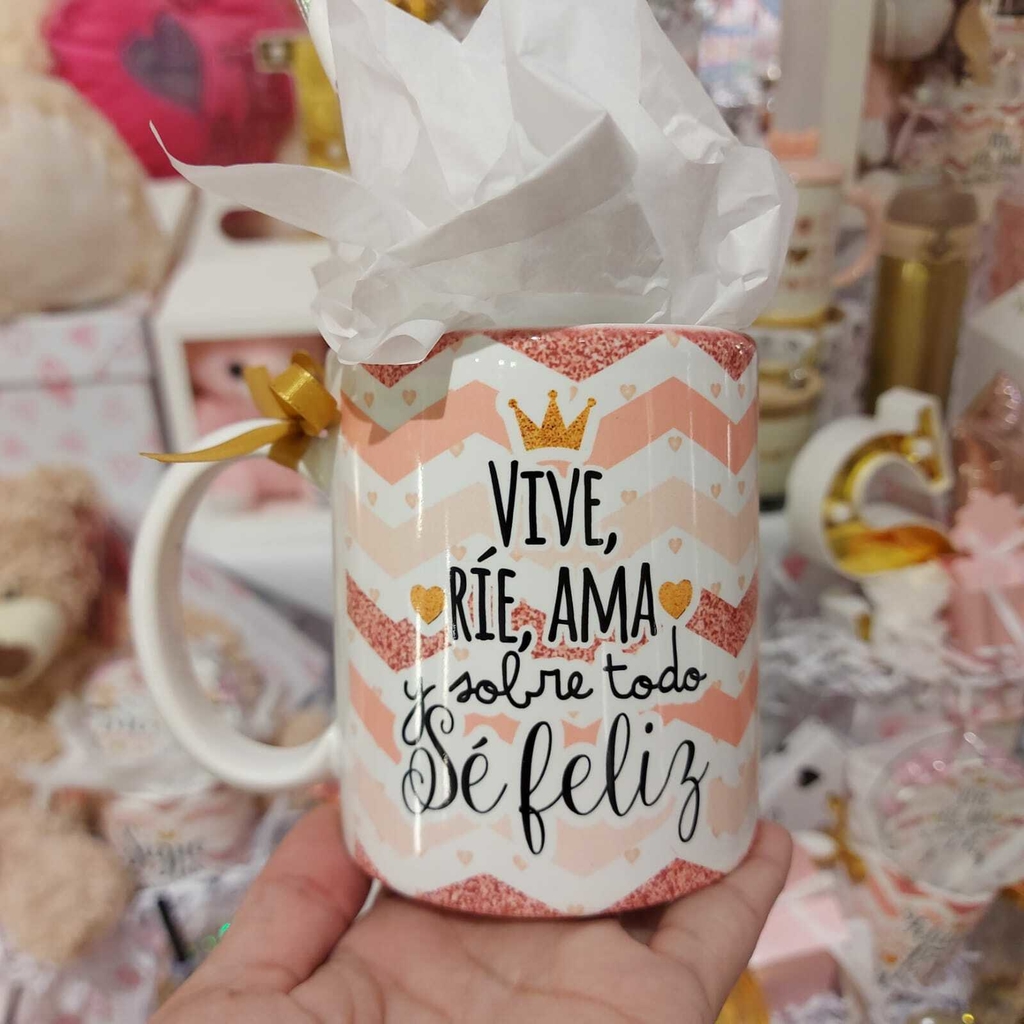 VIVE,
RÍE, AMA
y sobre todo
Sé feliz